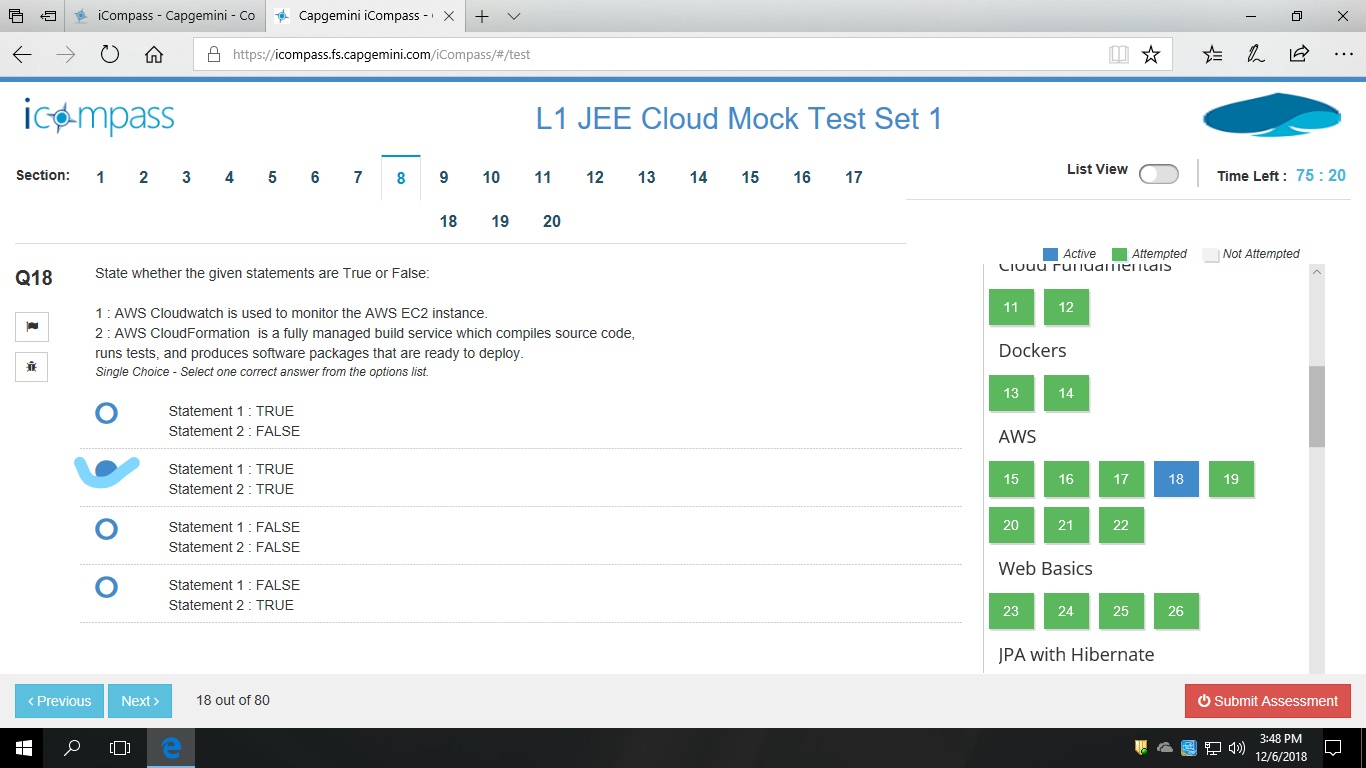 iCompass - Capgemini - Co
Capgemini iCompass -
https://icompass.fs.capgemini.com/iCompass/#/test
icompass
L1 JEE Cloud Mock Test Set 1
Section: 1 2 3 4 5 6 7 8 9 10 11 12 13 14 15 16 17
18 19 20
List View
Time Left : 75 : 20
Active Attempted Not Attempted
Q18
State whether the given statements are True or False:
1 : AWS Cloudwatch is used to monitor the AWS EC2 instance.
2 : AWS CloudFormation is a fully managed build service which compiles source code,
runs tests, and produces software packages that are ready to deploy.
Single Choice - Select one correct answer from the options list.
Statement 1 : TRUE
Statement 2 : FALSE
Statement 1 : TRUE
Statement 2 : TRUE
Statement 1 : FALSE
Statement 2 : FALSE
Statement 1 : FALSE
Statement 2 : TRUE
Cloud Fundamentals
11 12
Dockers
13 14
AWS
15 16 17 18 19
20 21 22
Web Basics
23 24 25 26
JPA with Hibernate
< Previous
Next >
18 out of 80
Submit Assessment
3:48 PM
12/6/2018